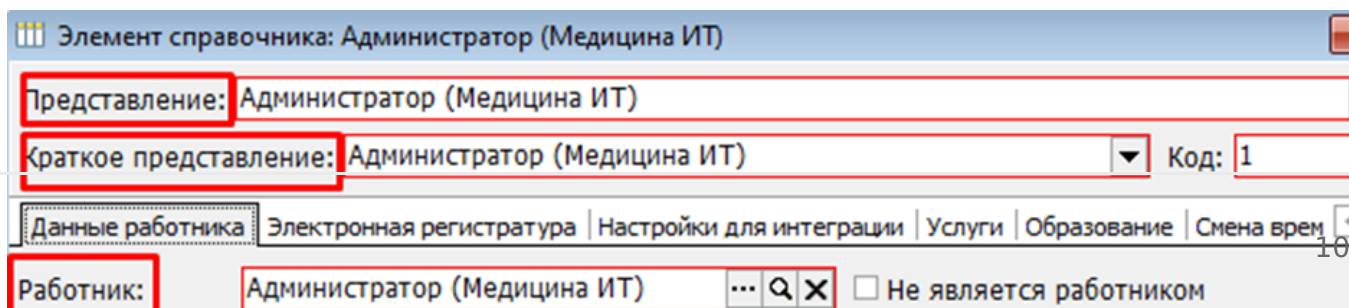 Элемент справочника: Администратор (Медицина ИТ)
Представление: Администратор (Медицина ИТ)
Краткое представление: Администратор (Медицина ИТ) Код: 1
Данные работника Электронная регистратура Настройки для интеграции Услуги Образование Смена врем
10
Работник: Администратор (Медицина ИТ) ... Не является работником